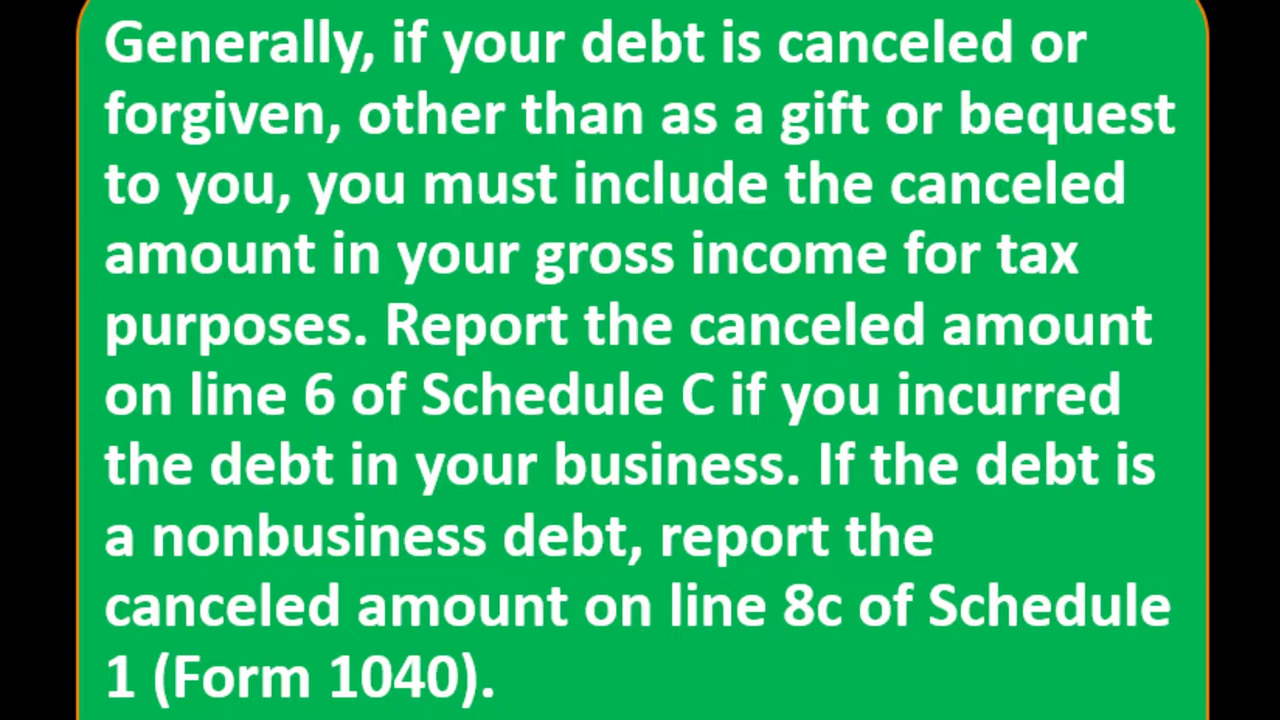 Generally, if your debt is canceled or
forgiven, other than as a gift or bequest
to you, you must include the canceled
amount in your gross income for tax
purposes. Report the canceled amount
on line 6 of Schedule C if you incurred
the debt in your business. If the debt is
a nonbusiness debt, report the
canceled amount on line 8c of Schedule
1 (Form 1040).